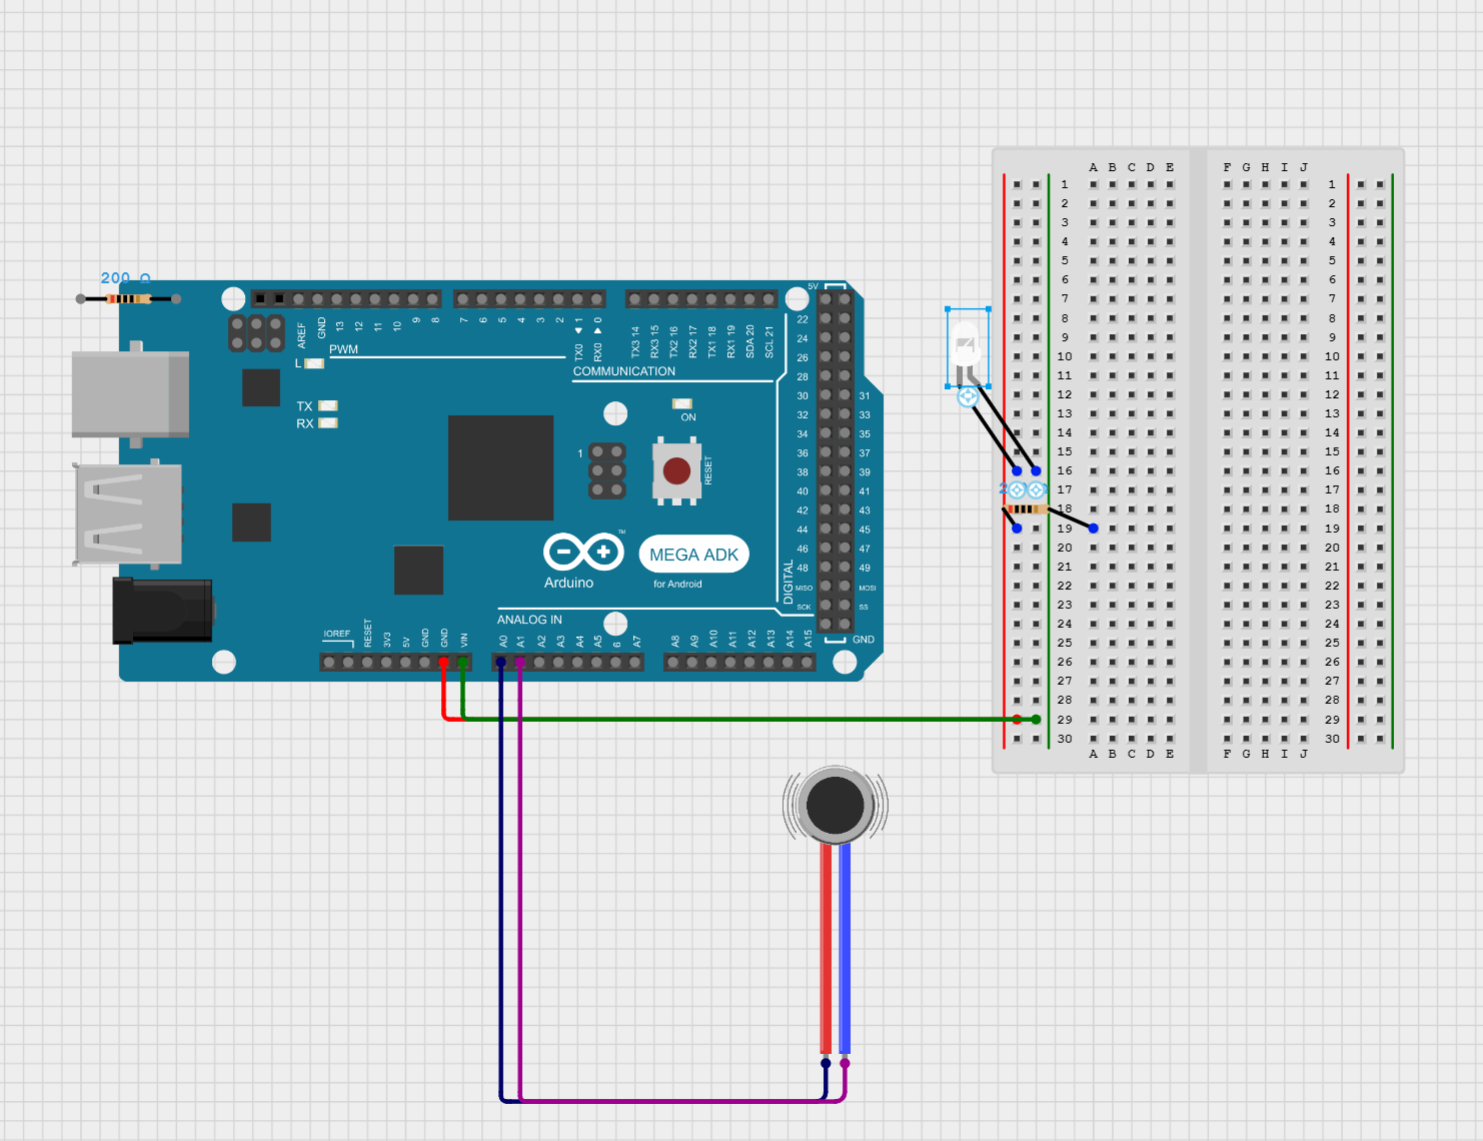 A B C D E F G H I J
1 1
2 2
3 3
4 4
5 5
6 6
7 7
8 8
9 9
10 10
11 11
12 12
13 13
14 14
15 15
16 16
17 17
18 18
19 19
20 20
21 21
22 22
23 23
24 24
25 25
26 26
27 27
28 28
29 29
30 30
A B C D E F G H I J
200 Ω
5V
AREF GND 13 12 11 10 9 8 7 6 5 4 3 2 1 0
TX0 RX0 TX3 14 RX3 15 TX2 16 RX2 17 TX1 18 RX1 19 SDA 20 SCL 21
PWM
COMMUNICATION
L
TX
RX
ON
1
RESET
22
24
26
28
30 31
32 33
34 35
36 37
38 39
40 41
42 43
44 45
46 47
48 49
MISO MOSI
SCK SS
GND
DIGITAL
TM
Arduino
MEGA ADK
for Android
ANALOG IN
IOREF RESET 3V3 5V GND GND VIN
A0 A1 A2 A3 A4 A5 6 A7 A8 A9 A10 A11 A12 A13 A14 A15